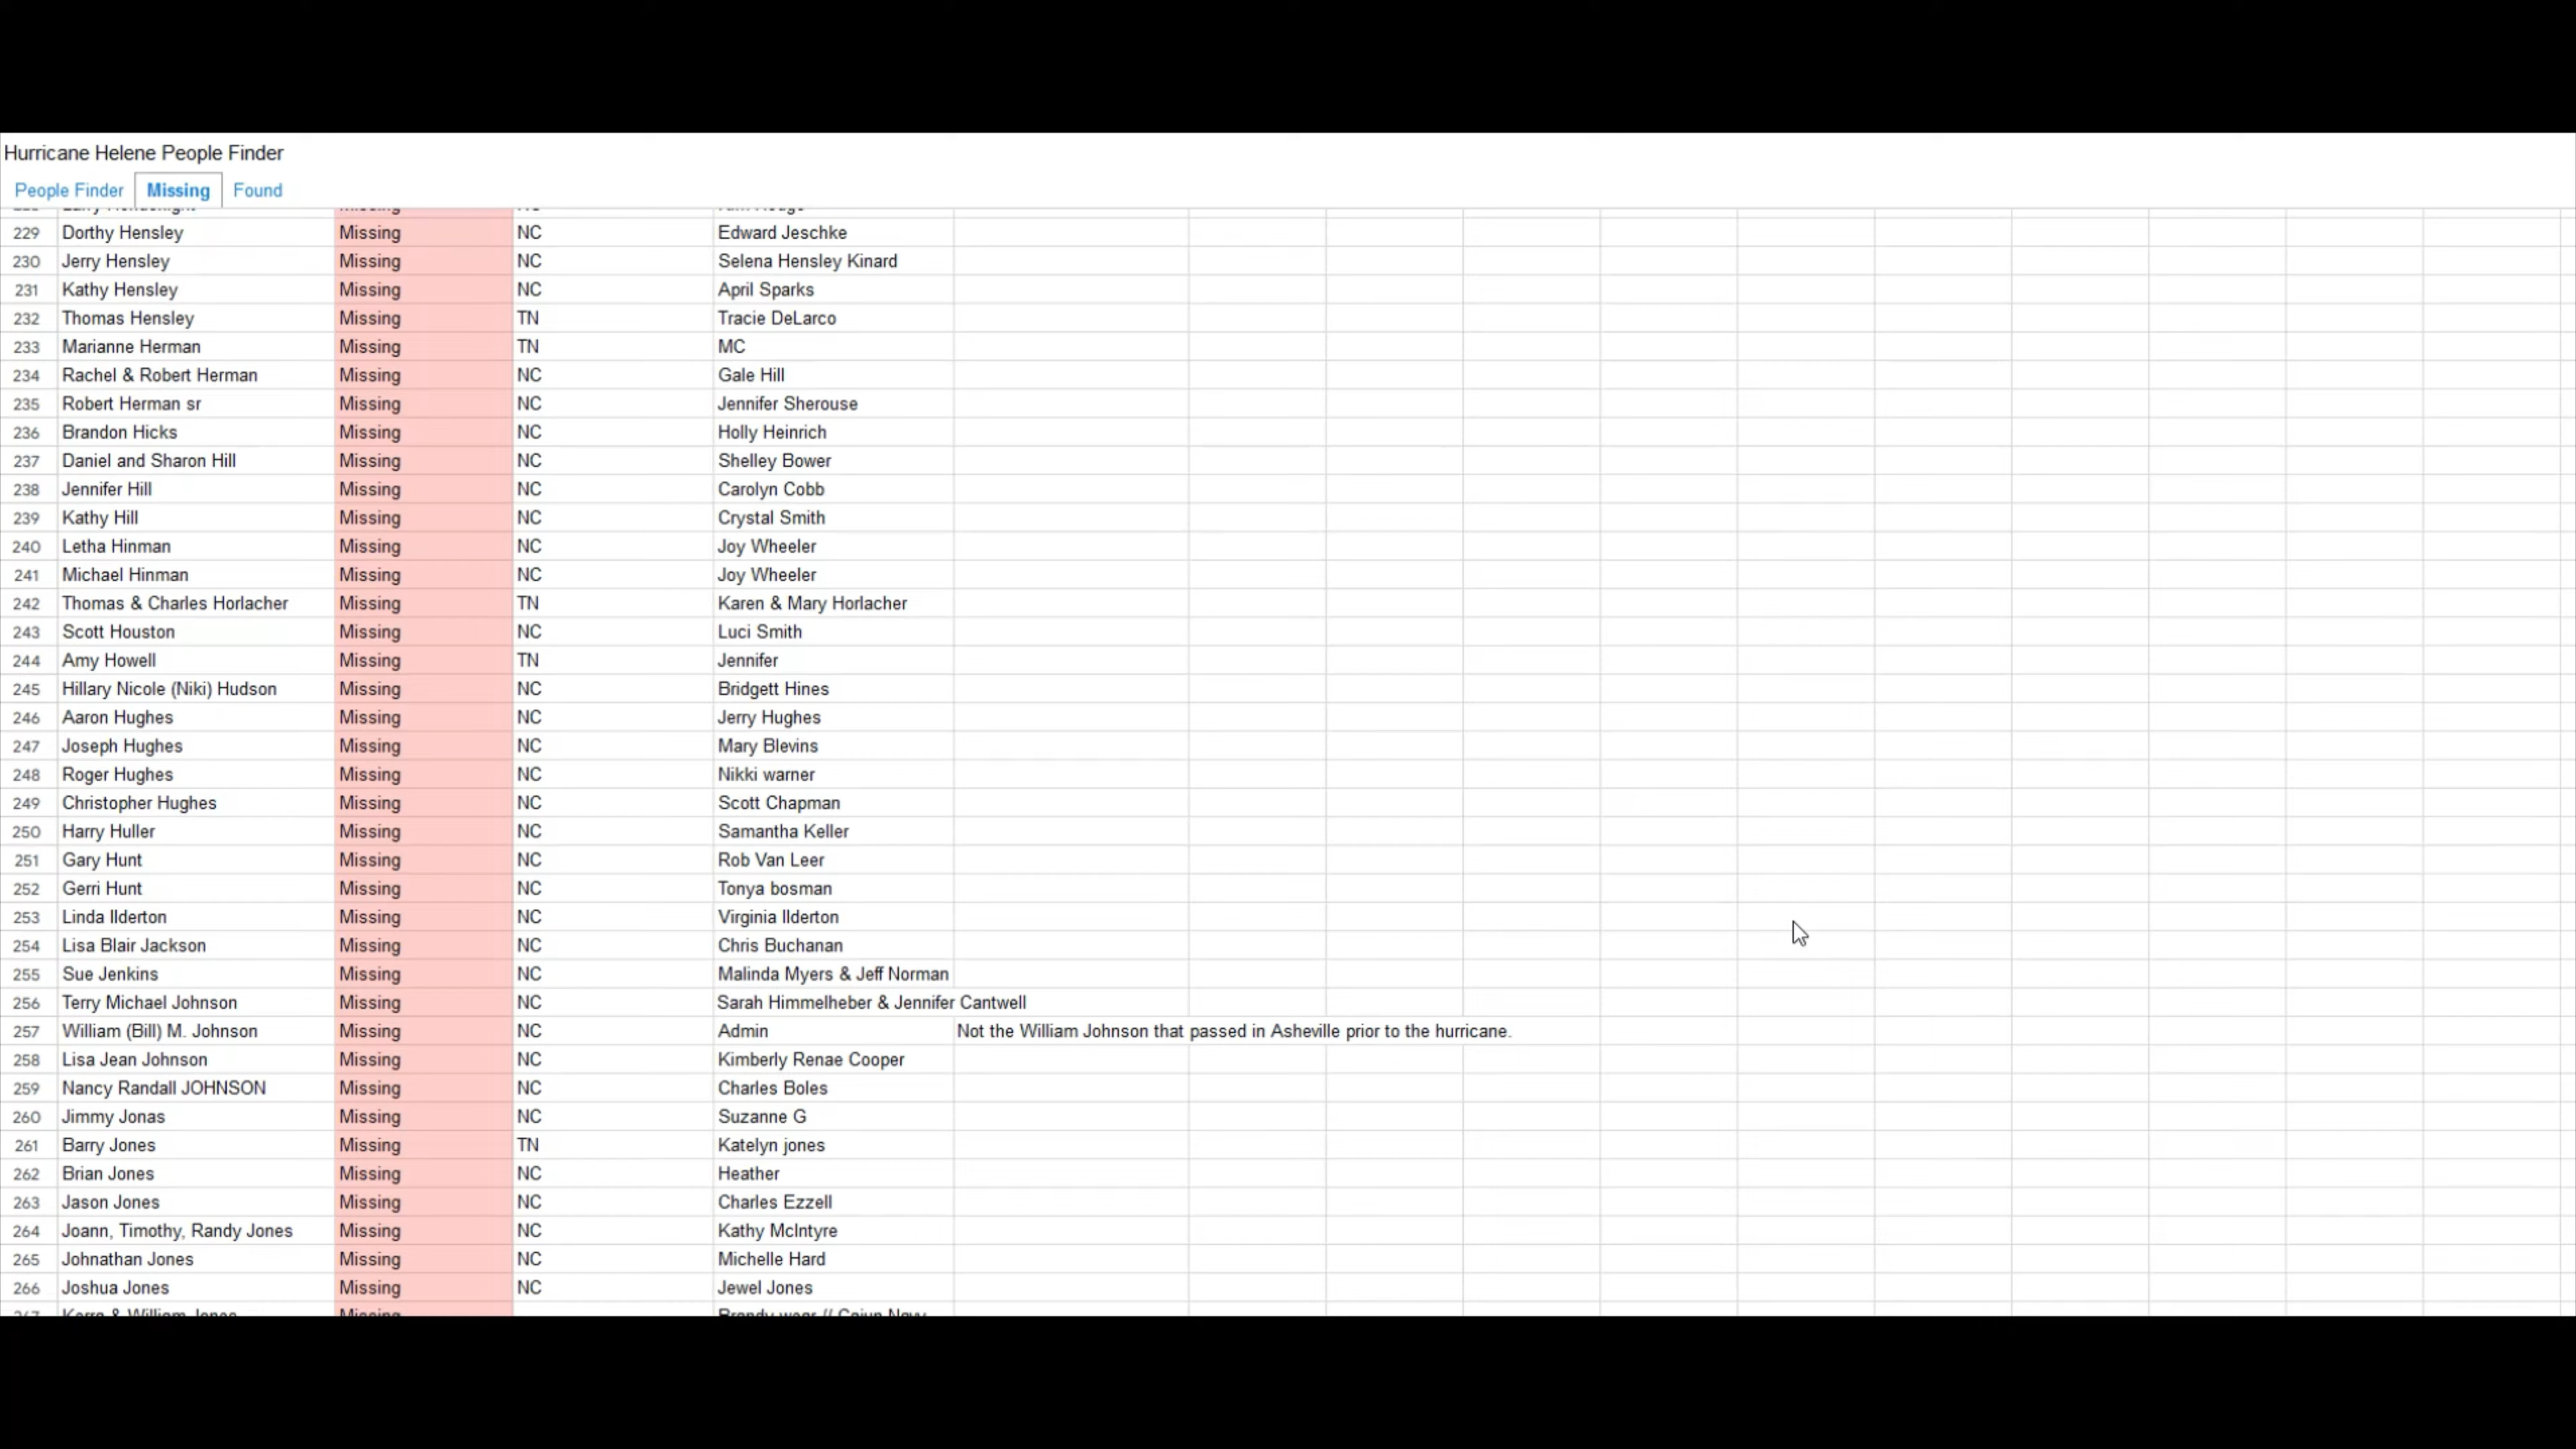 Hurricane Helene People Finder
People Finder Missing Found
229 Dorthy Hensley Missing NC Edward Jeschke
230 Jerry Hensley Missing NC Selena Hensley Kinard
231 Kathy Hensley Missing NC April Sparks
232 Thomas Hensley Missing TN Tracie DeLarco
233 Marianne Herman Missing TN MC
234 Rachel & Robert Herman Missing NC Gale Hill
235 Robert Herman sr Missing NC Jennifer Sherouse
236 Brandon Hicks Missing NC Holly Heinrich
237 Daniel and Sharon Hill Missing NC Shelley Bower
238 Jennifer Hill Missing NC Carolyn Cobb
239 Kathy Hill Missing NC Crystal Smith
240 Letha Hinman Missing NC Joy Wheeler
241 Michael Hinman Missing NC Joy Wheeler
242 Thomas & Charles Horlacher Missing TN Karen & Mary Horlacher
243 Scott Houston Missing NC Luci Smith
244 Amy Howell Missing TN Jennifer
245 Hillary Nicole (Niki) Hudson Missing NC Bridgett Hines
246 Aaron Hughes Missing NC Jerry Hughes
247 Joseph Hughes Missing NC Mary Blevins
248 Roger Hughes Missing NC Nikki warner
249 Christopher Hughes Missing NC Scott Chapman
250 Harry Huller Missing NC Samantha Keller
251 Gary Hunt Missing NC Rob Van Leer
252 Gerri Hunt Missing NC Tonya bosman
253 Linda Ilderton Missing NC Virginia Ilderton
254 Lisa Blair Jackson Missing NC Chris Buchanan
255 Sue Jenkins Missing NC Malinda Myers & Jeff Norman
256 Terry Michael Johnson Missing NC Sarah Himmelheber & Jennifer Cantwell
257 William (Bill) M. Johnson Missing NC Admin Not the William Johnson that passed in Asheville prior to the hurricane.
258 Lisa Jean Johnson Missing NC Kimberly Renae Cooper
259 Nancy Randall JOHNSON Missing NC Charles Boles
260 Jimmy Jonas Missing NC Suzanne G
261 Barry Jones Missing TN Katelyn jones
262 Brian Jones Missing NC Heather
263 Jason Jones Missing NC Charles Ezzell
264 Joann, Timothy, Randy Jones Missing NC Kathy McIntyre
265 Johnathan Jones Missing NC Michelle Hard
266 Joshua Jones Missing NC Jewel Jones